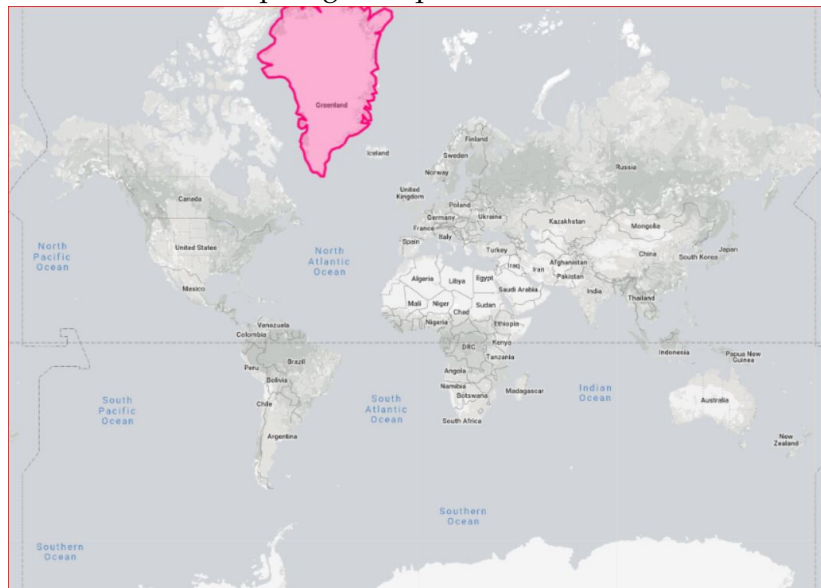 Greenland
Iceland
Finland
Sweden
Norway
Russia
United
Kingdom
Canada
Poland
Germany
Ukraine
Kazakhstan
Mongolia
France
Italy
Spain
Turkey
North
Pacific
Ocean
United States
North
Atlantic
Ocean
Japan
South Korea
China
Iraq
Iran
Afghanistan
Pakistan
Algeria
Libya
Egypt
Saudi Arabia
Mexico
India
Thailand
Mali
Niger
Chad
Sudan
Nigeria
Ethiopia
Venezuela
Colombia
DRC
Kenya
Tanzania
Indonesia
Papua New
Guinea
Peru
Brazil
Bolivia
Angola
Namibia
Botswana
Madagascar
Indian
Ocean
Australia
South
Pacific
Ocean
Chile
South
Atlantic
Ocean
South Africa
Argentina
New
Zealand
Southern
Ocean
Southern
Ocean